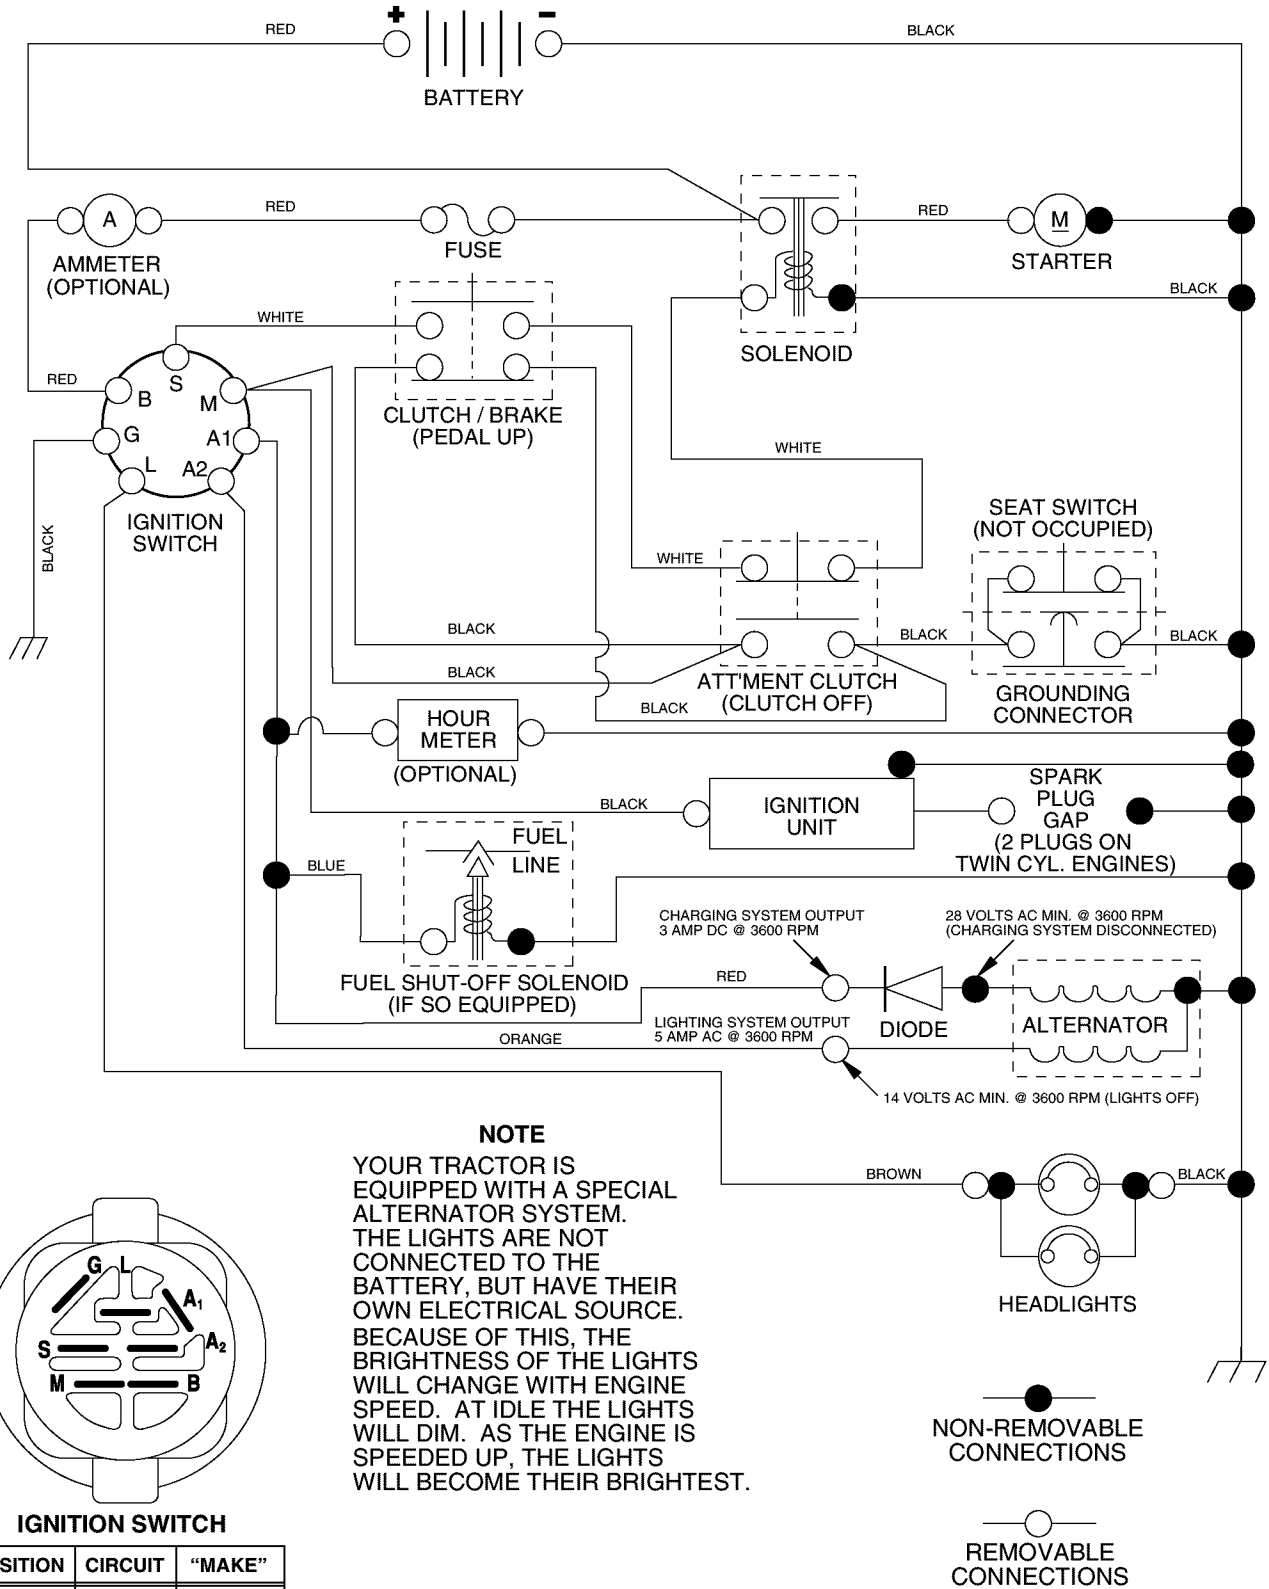 + −
RED
BLACK
BATTERY
A
RED
FUSE
RED
M
AMMETER
(OPTIONAL)
STARTER
WHITE
BLACK
SOLENOID
RED
S
B
M
CLUTCH / BRAKE
(PEDAL UP)
G
A1
L
A2
WHITE
IGNITION
SWITCH
BLACK
SEAT SWITCH
(NOT OCCUPIED)
WHITE
BLACK
BLACK
BLACK
BLACK
ATT'MENT CLUTCH
(CLUTCH OFF)
GROUNDING
CONNECTOR
BLACK
HOUR
METER
(OPTIONAL)
BLACK
IGNITION
UNIT
SPARK
PLUG
GAP
(2 PLUGS ON
TWIN CYL. ENGINES)
FUEL
LINE
BLUE
CHARGING SYSTEM OUTPUT
3 AMP DC @ 3600 RPM
28 VOLTS AC MIN. @ 3600 RPM
(CHARGING SYSTEM DISCONNECTED)
FUEL SHUT-OFF SOLENOID
(IF SO EQUIPPED)
RED
DIODE
ALTERNATOR
LIGHTING SYSTEM OUTPUT
5 AMP AC @ 3600 RPM
ORANGE
14 VOLTS AC MIN. @ 3600 RPM (LIGHTS OFF)
NOTE
YOUR TRACTOR IS
EQUIPPED WITH A SPECIAL
ALTERNATOR SYSTEM.
THE LIGHTS ARE NOT
CONNECTED TO THE
BATTERY, BUT HAVE THEIR
OWN ELECTRICAL SOURCE.
BECAUSE OF THIS, THE
BRIGHTNESS OF THE LIGHTS
WILL CHANGE WITH ENGINE
SPEED. AT IDLE THE LIGHTS
WILL DIM. AS THE ENGINE IS
SPEEDED UP, THE LIGHTS
WILL BECOME THEIR BRIGHTEST.
BROWN
BLACK
HEADLIGHTS
G L
A1
S
A2
M
B
IGNITION SWITCH
SITION CIRCUIT “MAKE”
NON-REMOVABLE
CONNECTIONS
REMOVABLE
CONNECTIONS